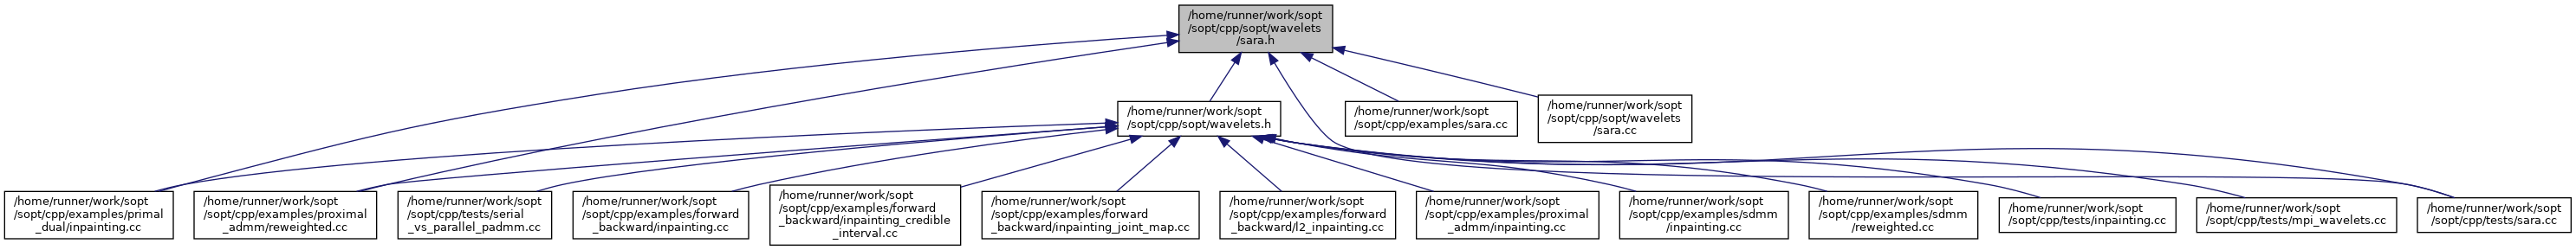 /home/runner/work/sopt
/sopt/cpp/sopt/wavelets
/sara.h
/home/runner/work/sopt
/sopt/cpp/sopt/wavelets.h
/home/runner/work/sopt
/sopt/cpp/examples/sara.cc
/home/runner/work/sopt
/sopt/cpp/sopt/wavelets
/sara.cc
/home/runner/work/sopt
/sopt/cpp/examples/primal
_dual/inpainting.cc
/home/runner/work/sopt
/sopt/cpp/examples/proximal
_admm/reweighted.cc
/home/runner/work/sopt
/sopt/cpp/tests/serial
_vs_parallel_padmm.cc
/home/runner/work/sopt
/sopt/cpp/examples/forward
_backward/inpainting.cc
/home/runner/work/sopt
/sopt/cpp/examples/forward
_backward/inpainting_credible
_interval.cc
/home/runner/work/sopt
/sopt/cpp/examples/forward
_backward/inpainting_joint_map.cc
/home/runner/work/sopt
/sopt/cpp/examples/forward
_backward/l2_inpainting.cc
/home/runner/work/sopt
/sopt/cpp/examples/proximal
_admm/inpainting.cc
/home/runner/work/sopt
/sopt/cpp/examples/sdmm
/inpainting.cc
/home/runner/work/sopt
/sopt/cpp/examples/sdmm
/reweighted.cc
/home/runner/work/sopt
/sopt/cpp/tests/inpainting.cc
/home/runner/work/sopt
/sopt/cpp/tests/mpi_wavelets.cc
/home/runner/work/sopt
/sopt/cpp/tests/sara.cc